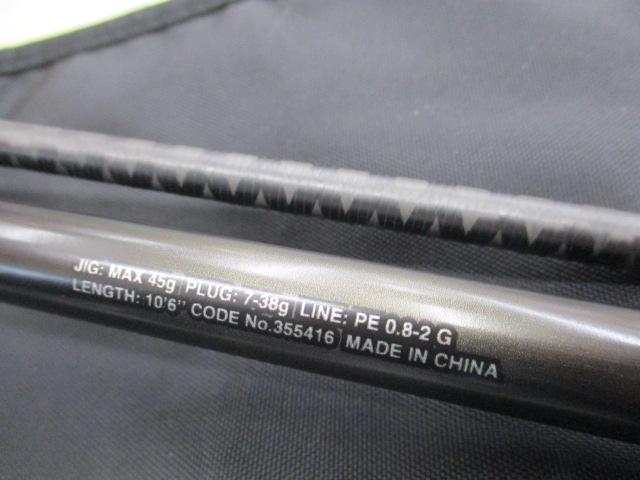 JIG: MAX 45g | PLUG: 7-38g | LINE: PE 0.8-2 G
LENGTH: 10'6" CODE No.355416 | MADE IN CHINA